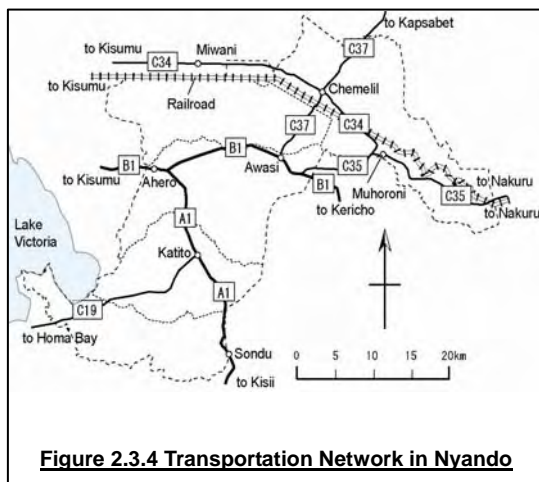 to Kapsabet
C37
to Kisumu
C34
Miwani
to Kisumu
Railroad
Chemelil
C37
C34
B1
B1
Awasi
C35
to Kisumu
Ahero
B1
Muhoroni
C35
to Nakuru
to Nakuru
to Kericho
Lake
Victoria
A1
Katito
A1
C19
to Homa Bay
Sondu
to Kisii
0 5 10 15 20km
Figure 2.3.4 Transportation Network in Nyando